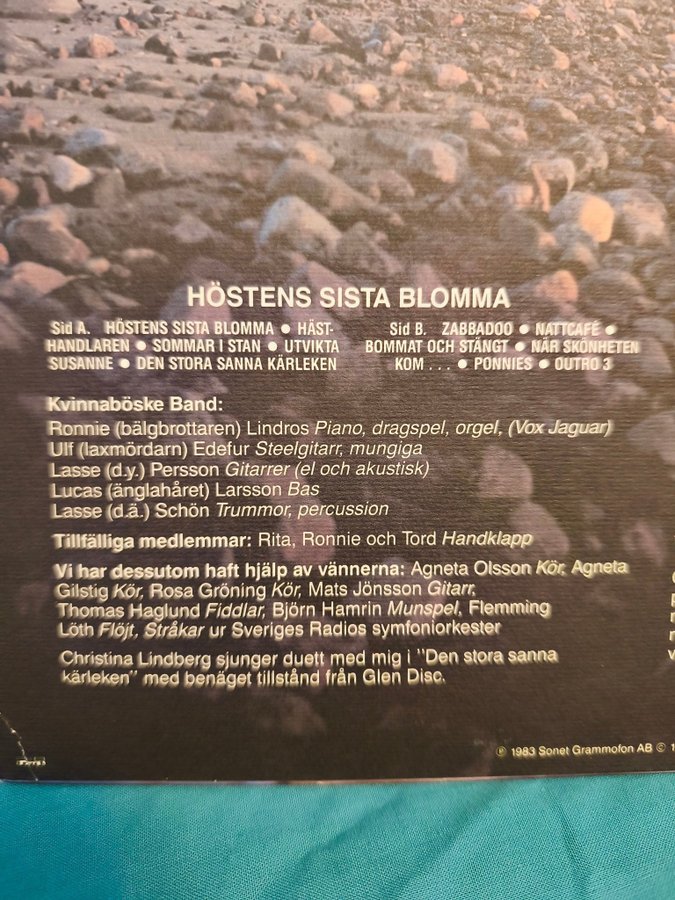 HÖSTENS SISTA BLOMMA
Sid A. HÖSTENS SISTA BLOMMA ● HÄST-
HANDLAREN ● SOMMAR I STAN ● UTVIKTA
SUSANNE ● DEN STORA SANNA KÄRLEKEN
Sid B. ZABBADOO ● NATTCAFÉ ●
BOMMAT OCH STÄNGT ● NÄR SKÖNHETEN
KOM . . . ● PONNIES ● OUTRO 3
Kvinnaböske Band:
Ronnie (bälgbrottaren) Lindros Piano, dragspel, orgel, (Vox Jaguar)
Ulf (laxmördarn) Edefur Steelgitarr, mungiga
Lasse (d.y.) Persson Gitarrer (el och akustisk)
Lucas (änglahåret) Larsson Bas
Lasse (d.ä.) Schön Trummor, percussion
Tillfälliga medlemmar: Rita, Ronnie och Tord Handklapp
Vi har dessutom haft hjälp av vännerna: Agneta Olsson Kör, Agneta
Gilstig Kör, Rosa Gröning Kör, Mats Jönsson Gitarr,
Thomas Haglund Fiddlar, Björn Hamrin Munspel, Flemming
Löth Flöjt, Stråkar ur Sveriges Radios symfoniorkester
Christina Lindberg sjunger duett med mig i "Den stora sanna
kärleken" med benäget tillstånd från Glen Disc.
℗ 1983 Sonet Grammofon AB © 1